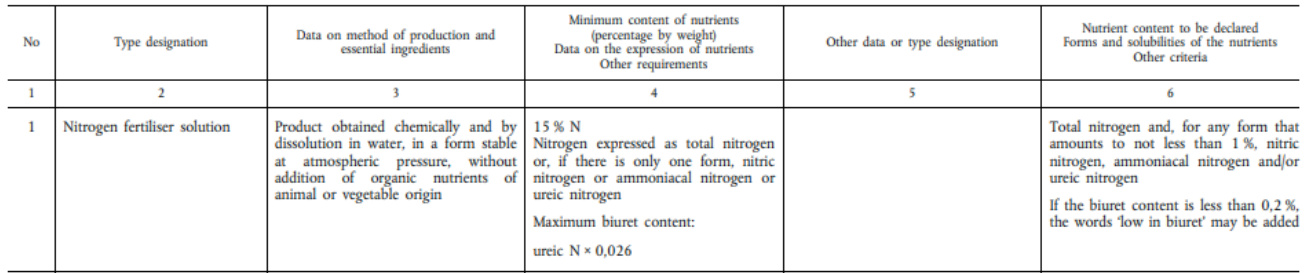 No
Type designation
Data on method of production and
essential ingredients
Minimum content of nutrients
(percentage by weight)
Data on the expression of nutrients
Other requirements
Other data or type designation
Nutrient content to be declared
Forms and solubilities of the nutrients
Other criteria
1
2
3
4
5
6
1
Nitrogen fertiliser solution
Product obtained chemically and by
dissolution in water, in a form stable
at atmospheric pressure, without
addition of organic nutrients of
animal or vegetable origin
15 % N
Nitrogen expressed as total nitrogen
or, if there is only one form, nitric
nitrogen or ammoniacal nitrogen or
ureic nitrogen
Maximum biuret content:
ureic N × 0,026
Total nitrogen and, for any form that
amounts to not less than 1 %, nitric
nitrogen, ammoniacal nitrogen and/or
ureic nitrogen
If the biuret content is less than 0,2 %,
the words 'low in biuret' may be added